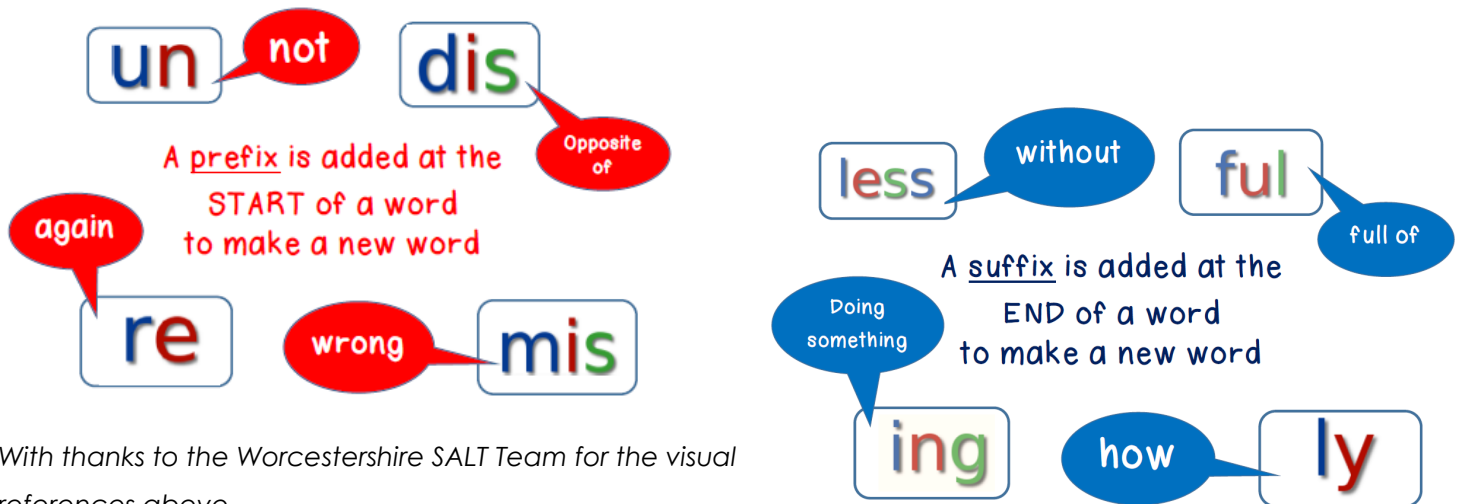 un
not
dis
Opposite
of
A prefix is added at the
START of a word
to make a new word
again
re
wrong
mis
With thanks to the Worcestershire SALT Team for the visual
references above
less
without
ful
full of
A suffix is added at the
END of a word
to make a new word
Doing
something
ing
how
ly